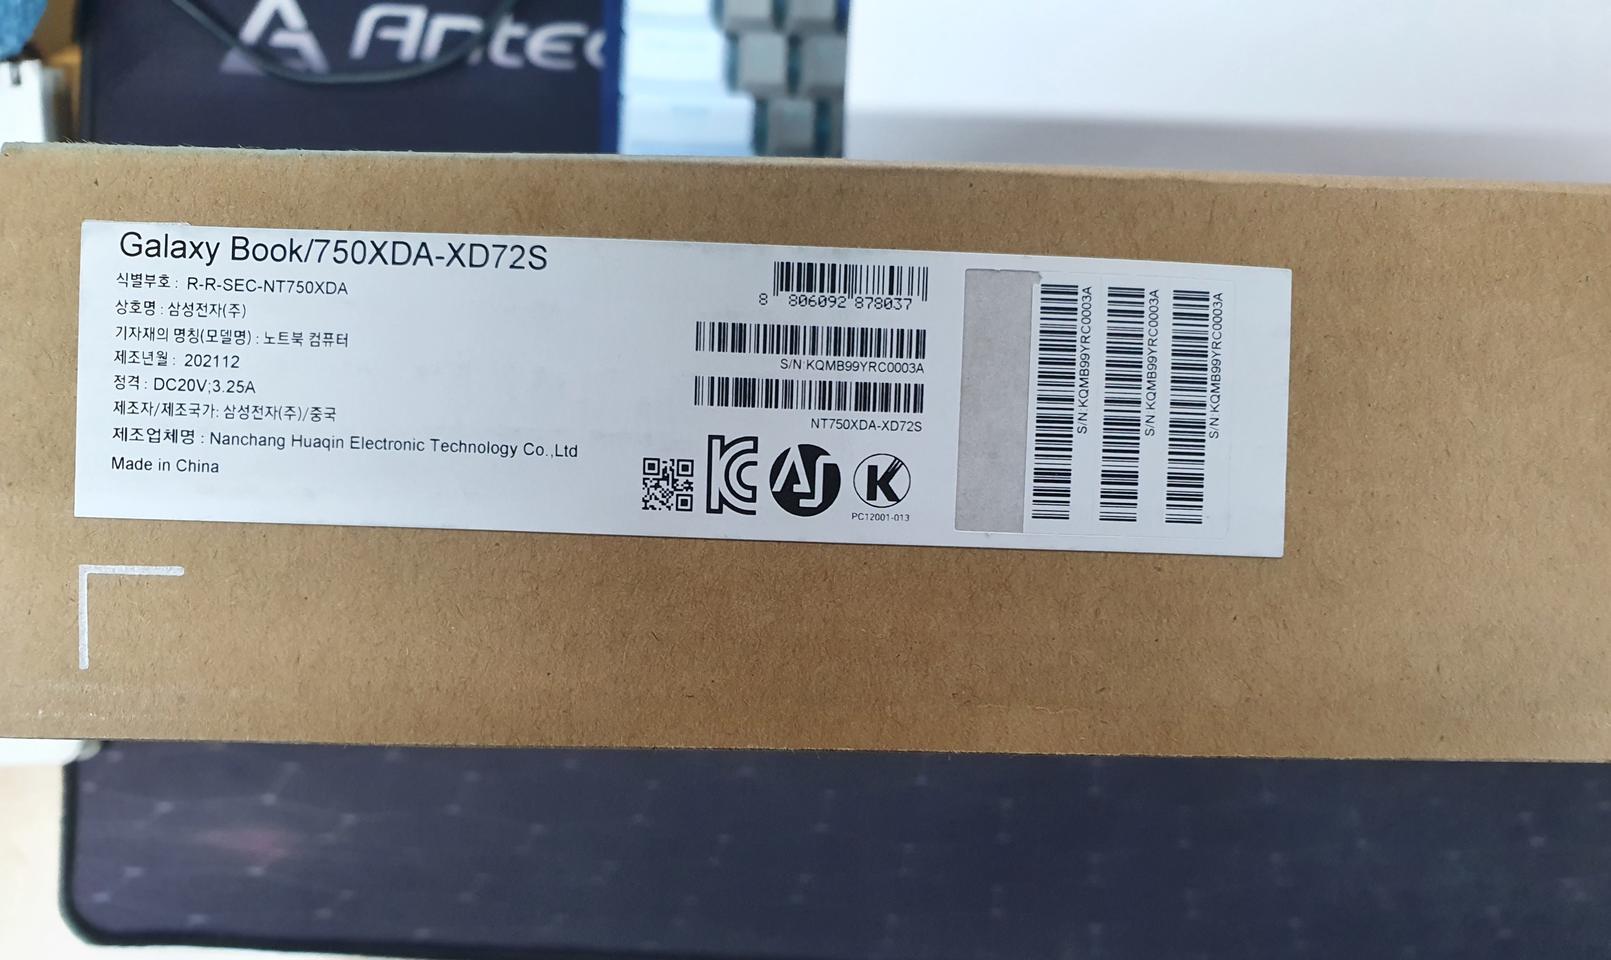 Antec
Galaxy Book/750XDA-XD72S
식별부호 : R-R-SEC-NT750XDA
상호명 : 삼성전자(주)
기자재의 명칭(모델명) : 노트북 컴퓨터
제조년월 : 202112
정격 : DC20V;3.25A
제조자/제조국가: 삼성전자(주)/중국
제조업체명 : Nanchang Huaqin Electronic Technology Co.,Ltd
Made in China
8 806092 878037
S/N:KQMB99YRC0003A
NT750XDA-XD72S
KC
K
PC12001-013
S/N:KQMB99YRC0003A
S/N:KQMB99YRC0003A
S/N:KQMB99YRC0003A